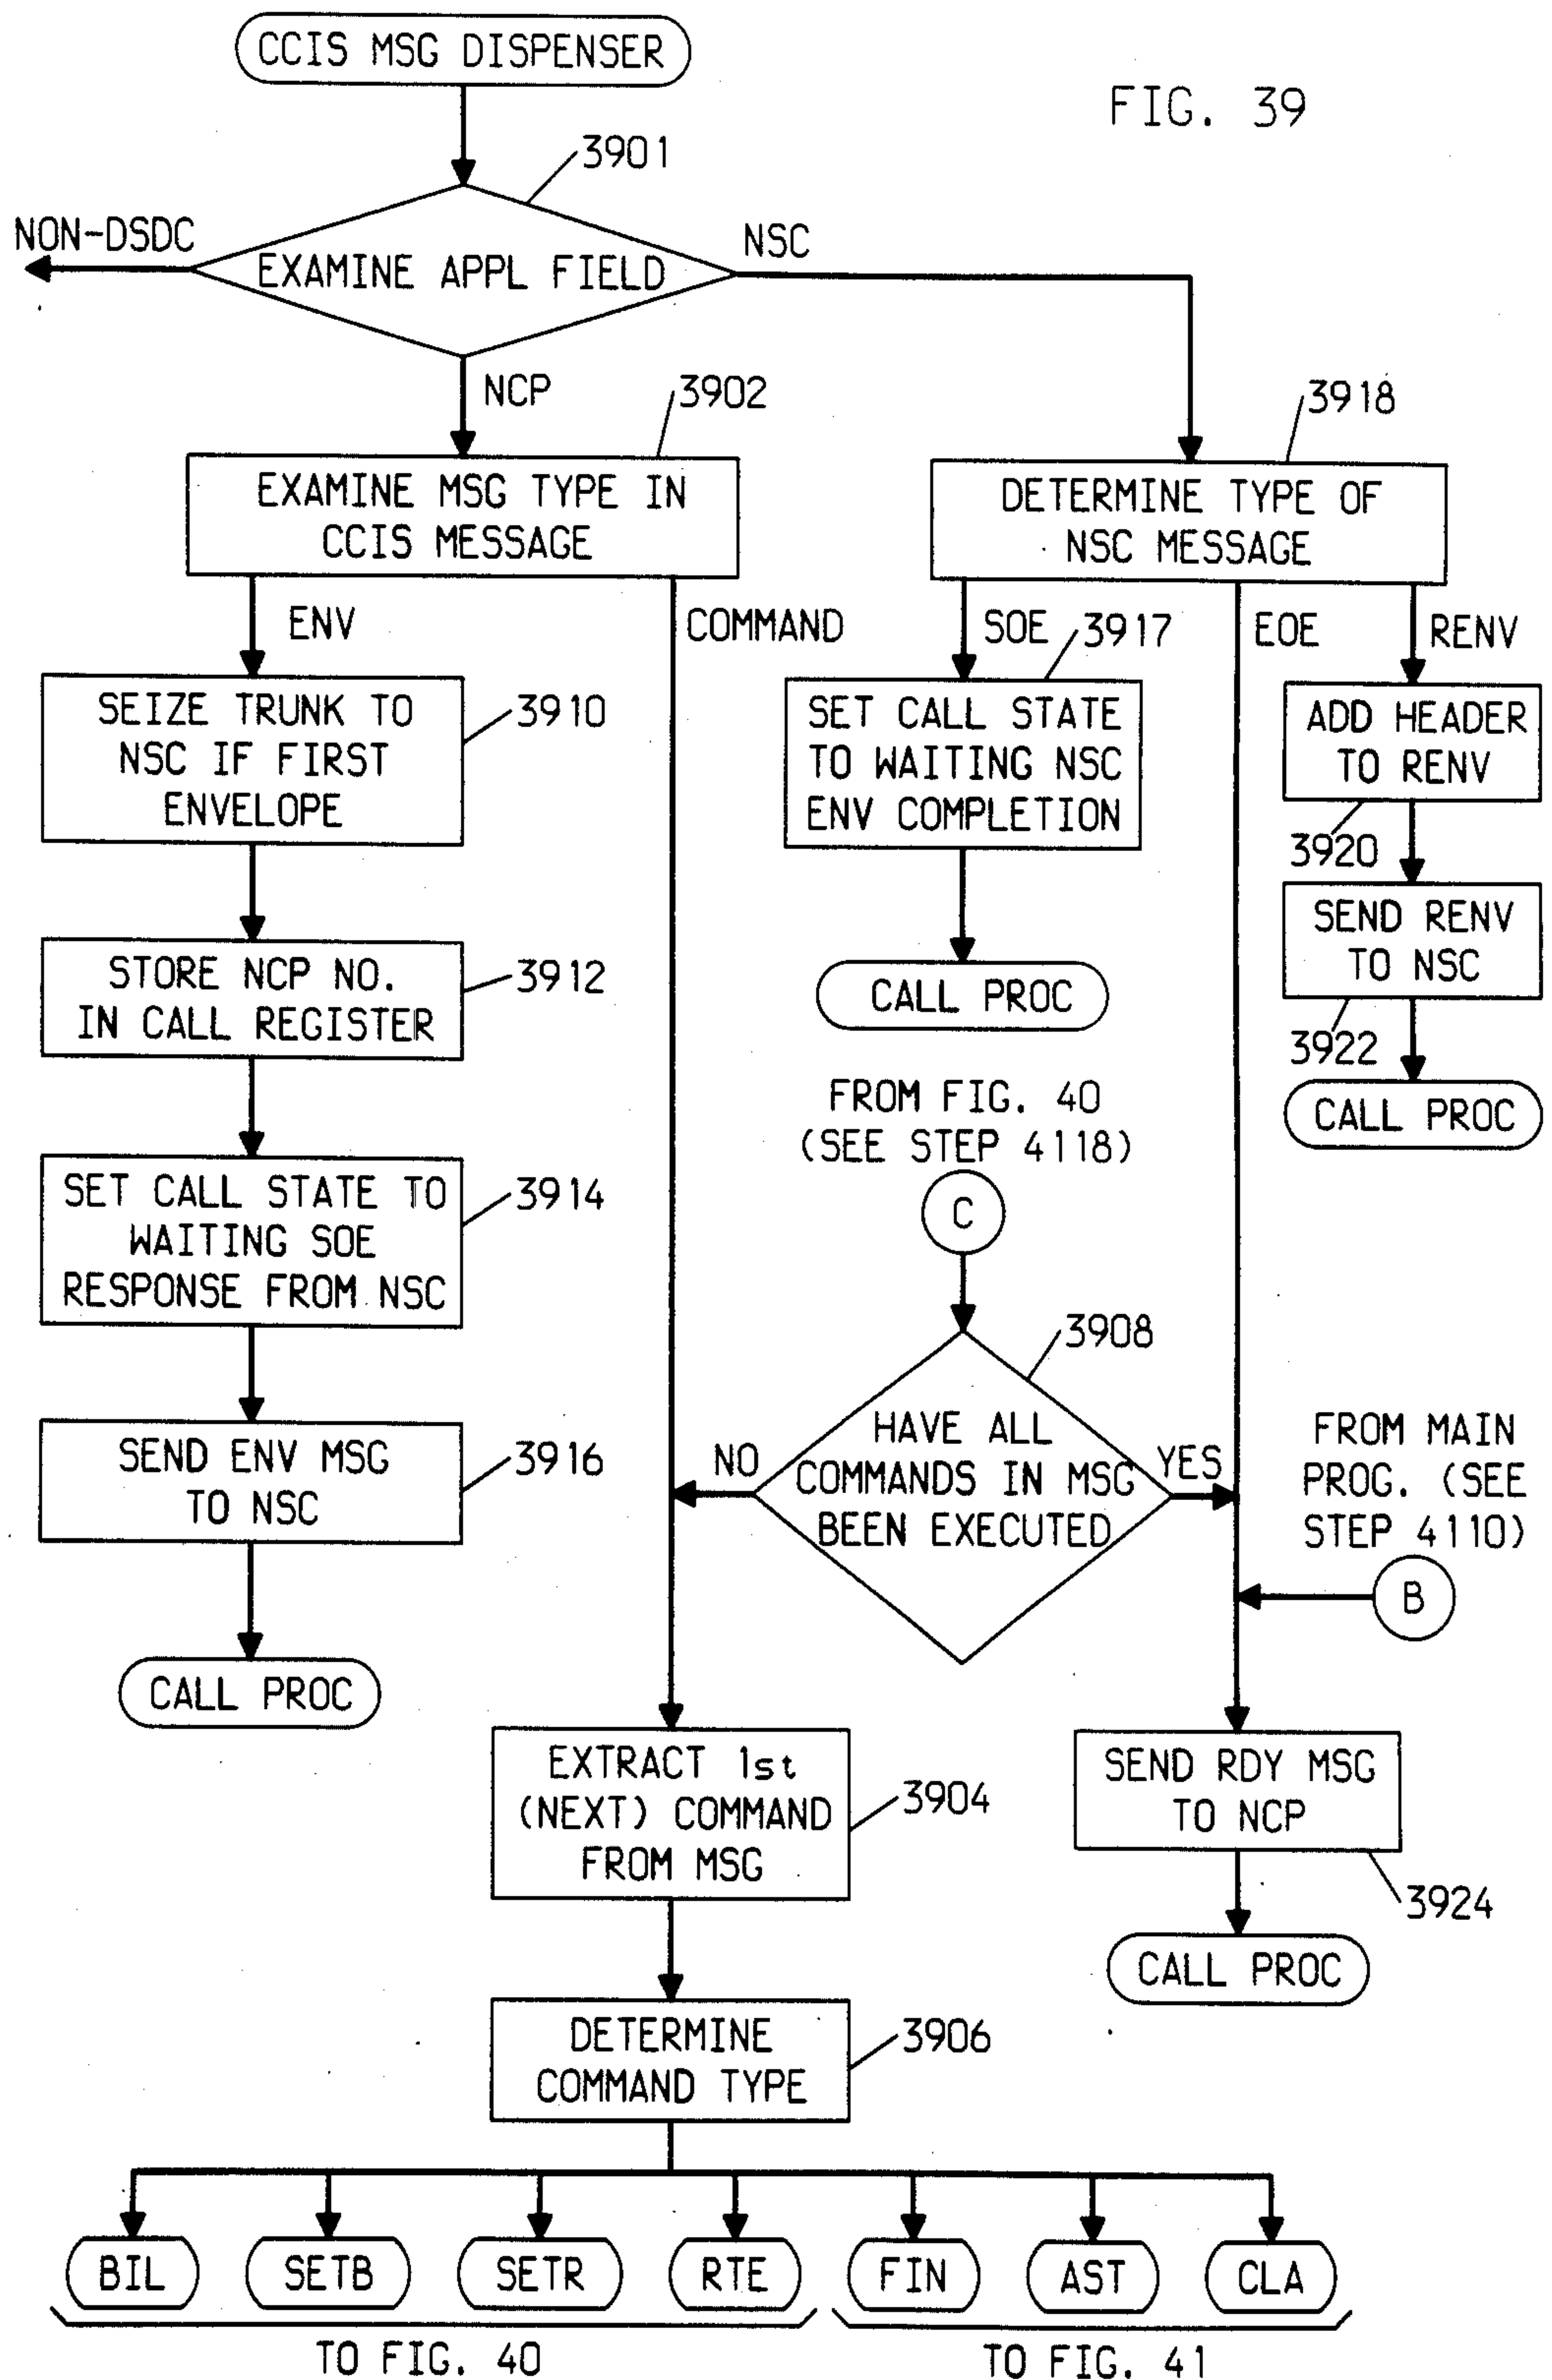 CCIS MSG DISPENSER
FIG. 39
3901
NON-DSDC
EXAMINE APPL FIELD
NSC
NCP
3902
3918
EXAMINE MSG TYPE IN
CCIS MESSAGE
DETERMINE TYPE OF
NSC MESSAGE
ENV
COMMAND
SOE
3917
EOE
RENV
SEIZE TRUNK TO
NSC IF FIRST
ENVELOPE
3910
SET CALL STATE
TO WAITING NSC
ENV COMPLETION
ADD HEADER
TO RENV
3920
STORE NCP NO.
IN CALL REGISTER
3912
CALL PROC
SEND RENV
TO NSC
3922
CALL PROC
FROM FIG. 40
(SEE STEP 4118)
C
SET CALL STATE TO
WAITING SOE
RESPONSE FROM NSC
3914
3908
HAVE ALL
COMMANDS IN MSG
BEEN EXECUTED
NO
YES
FROM MAIN
PROG. (SEE
STEP 4110)
B
SEND ENV MSG
TO NSC
3916
CALL PROC
EXTRACT 1st
(NEXT) COMMAND
FROM MSG
3904
SEND RDY MSG
TO NCP
3924
CALL PROC
DETERMINE
COMMAND TYPE
3906
BIL
SETB
SETR
RTE
FIN
AST
CLA
TO FIG. 40
TO FIG. 41